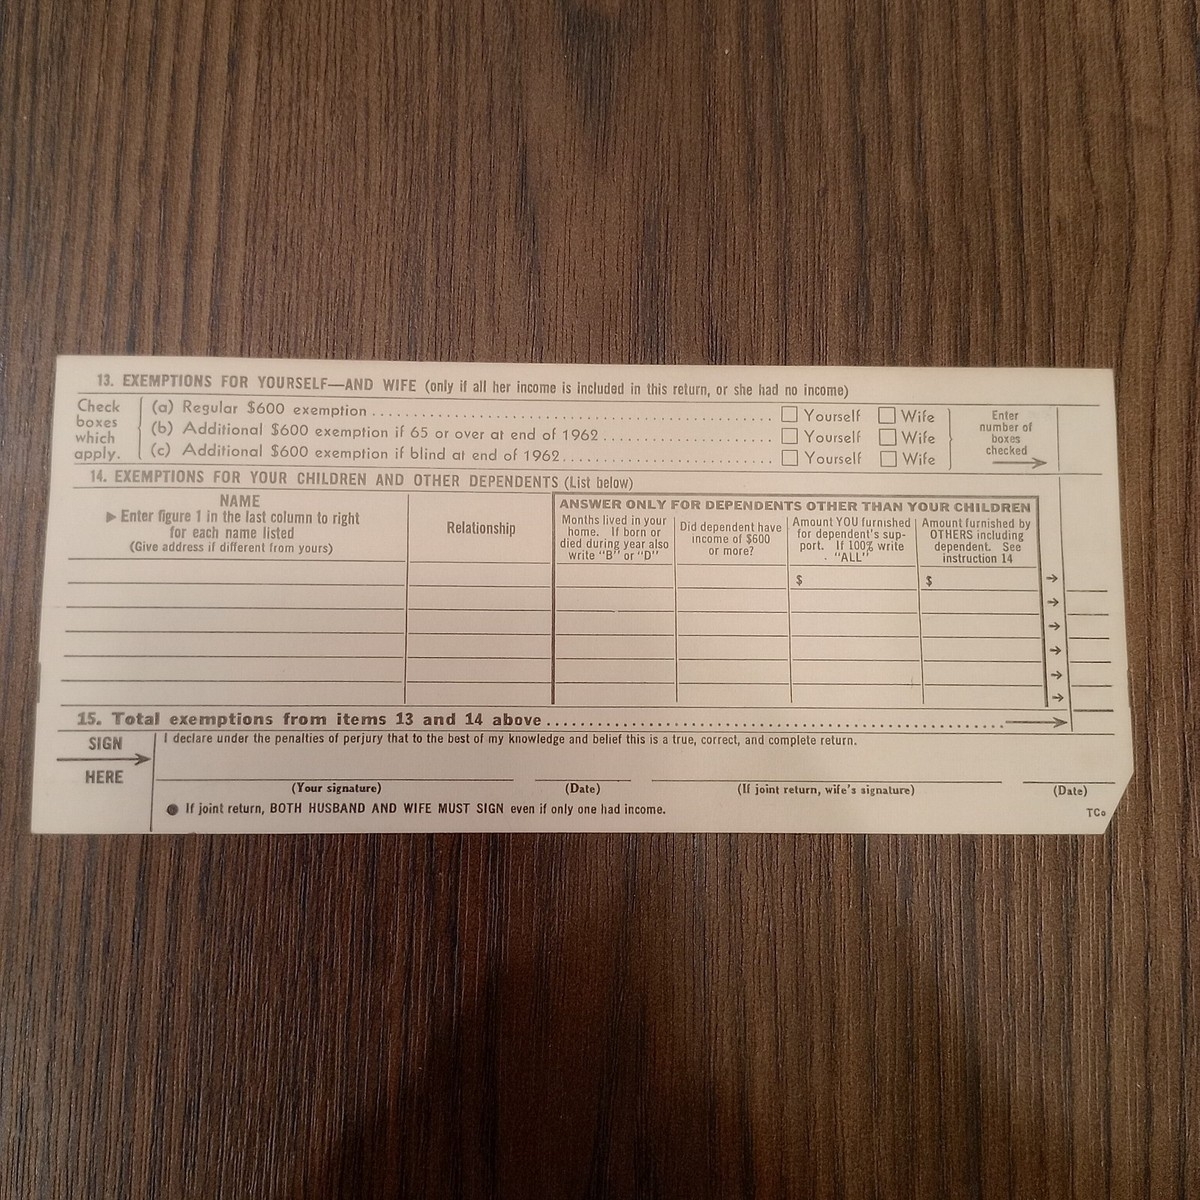 13. EXEMPTIONS FOR YOURSELF—AND WIFE (only if all her income is included in this return, or she had no income)
Check boxes which apply.
(a) Regular $600 exemption ☐ Yourself ☐ Wife
(b) Additional $600 exemption if 65 or over at end of 1962 ☐ Yourself ☐ Wife
(c) Additional $600 exemption if blind at end of 1962 ☐ Yourself ☐ Wife
Enter
number of
boxes
checked
14. EXEMPTIONS FOR YOUR CHILDREN AND OTHER DEPENDENTS (List below)
NAME
▶ Enter figure 1 in the last column to right
for each name listed
(Give address if different from yours)
Relationship
ANSWER ONLY FOR DEPENDENTS OTHER THAN YOUR CHILDREN
Months lived in your
home. If born or
died during year also
write "B" or "D"
Did dependent have
income of $600
or more?
Amount YOU furnished
for dependent's sup-
port. If 100% write
"ALL"
Amount furnished by
OTHERS including
dependent. See
instruction 14
$ $
15. Total exemptions from items 13 and 14 above
SIGN
HERE
I declare under the penalties of perjury that to the best of my knowledge and belief this is a true, correct, and complete return.
(Your signature) (Date) (If joint return, wife's signature) (Date)
● If joint return, BOTH HUSBAND AND WIFE MUST SIGN even if only one had income.
TCo